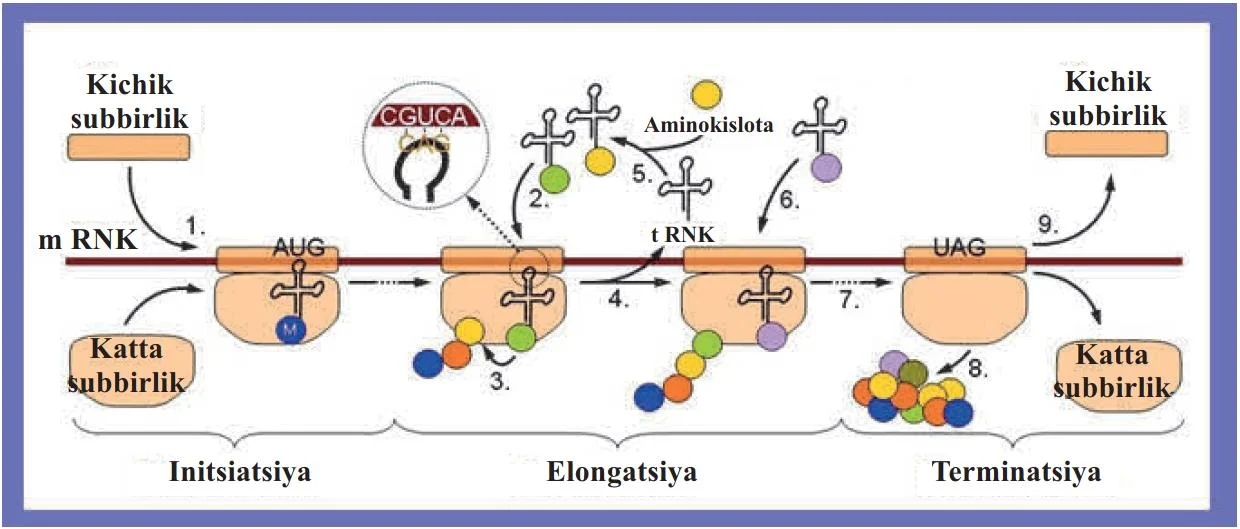 Kichik
subbirlik
1.
m RNK
AUG
M
Katta
subbirlik
CGUCA
CAG
2.
3.
Aminokislota
5.
t RNK
4.
6.
7.
UAG
8.
9.
Kichik
subbirlik
Katta
subbirlik
Initsiatsiya
Elongatsiya
Terminatsiya